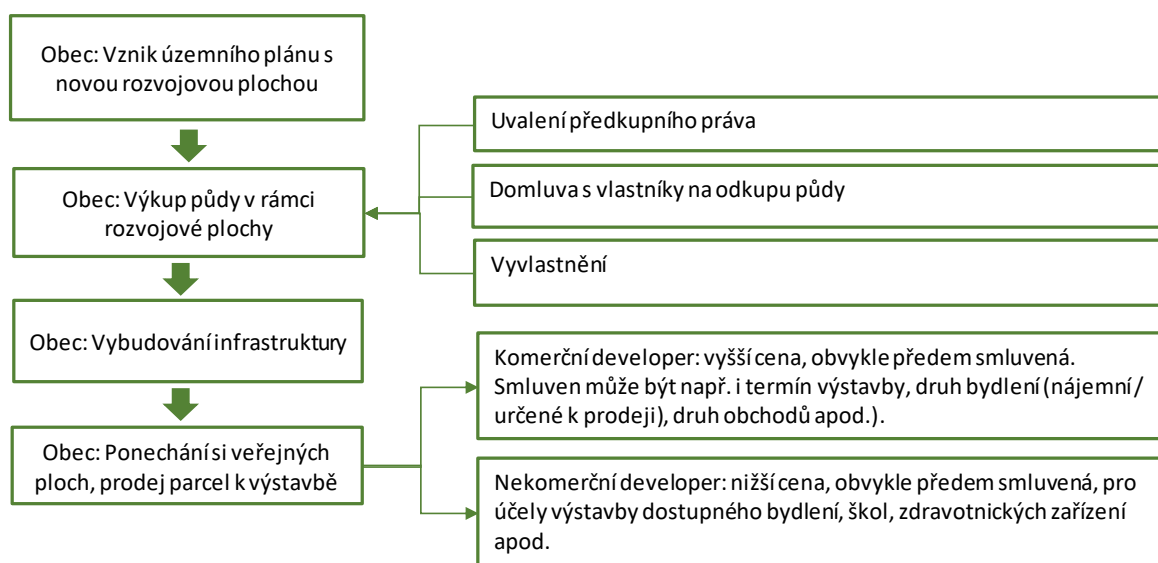 Obec: Vznik územního plánu s
novou rozvojovou plochou
Uvalení předkupního práva
Domluva s vlastníky na odkupu půdy
Obec: Výkup půdy v rámci
rozvojové plochy
Vyvlastnění
Obec: Vybudování infrastruktury
Komerční developer: vyšší cena, obvykle předem smluvená.
Smluven může být např. i termín výstavby, druh bydlení (nájemní /
určené k prodeji), druh obchodů apod.).
Obec: Ponechání si veřejných
ploch, prodej parcel k výstavbě
Nekomerční developer: nižší cena, obvykle předem smluvená, pro
účely výstavby dostupného bydlení, škol, zdravotnických zařízení
apod.